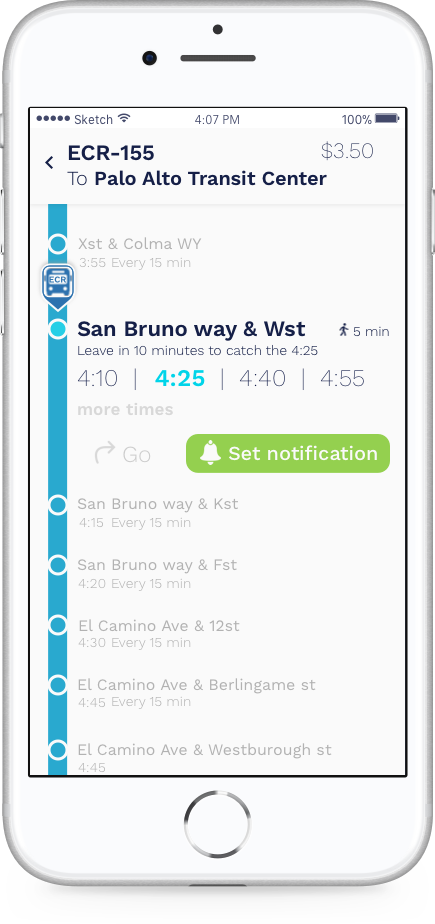 Sketch 4:07 PM 100%
ECR-155 $3.50
To Palo Alto Transit Center
Xst & Colma WY
3:55 Every 15 min
ECR
San Bruno way & Wst 5 min
Leave in 10 minutes to catch the 4:25
4:10 | 4:25 | 4:40 | 4:55
more times
Go Set notification
San Bruno way & Kst
4:15 Every 15 min
San Bruno way & Fst
4:20 Every 15 min
El Camino Ave & 12st
4:30 Every 15 min
El Camino Ave & Berlingame st
4:45 Every 15 min
El Camino Ave & Westburough st
4:45